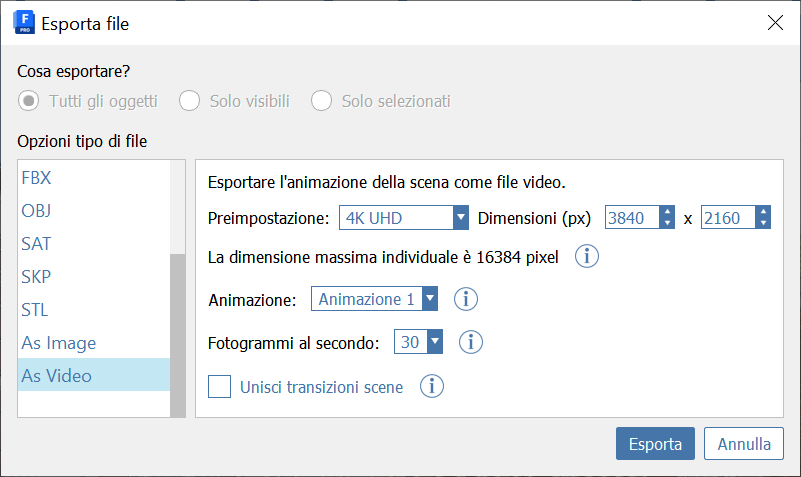 F
PRO
Esporta file
Cosa esportare?
Tutti gli oggetti Solo visibili Solo selezionati
Opzioni tipo di file
FBX
OBJ
SAT
SKP
STL
As Image
As Video
Esportare l'animazione della scena come file video.
Preimpostazione: 4K UHD Dimensioni (px) 3840 x 2160
La dimensione massima individuale è 16384 pixel
Animazione: Animazione 1
Fotogrammi al secondo: 30
Unisci transizioni scene
Esporta Annulla